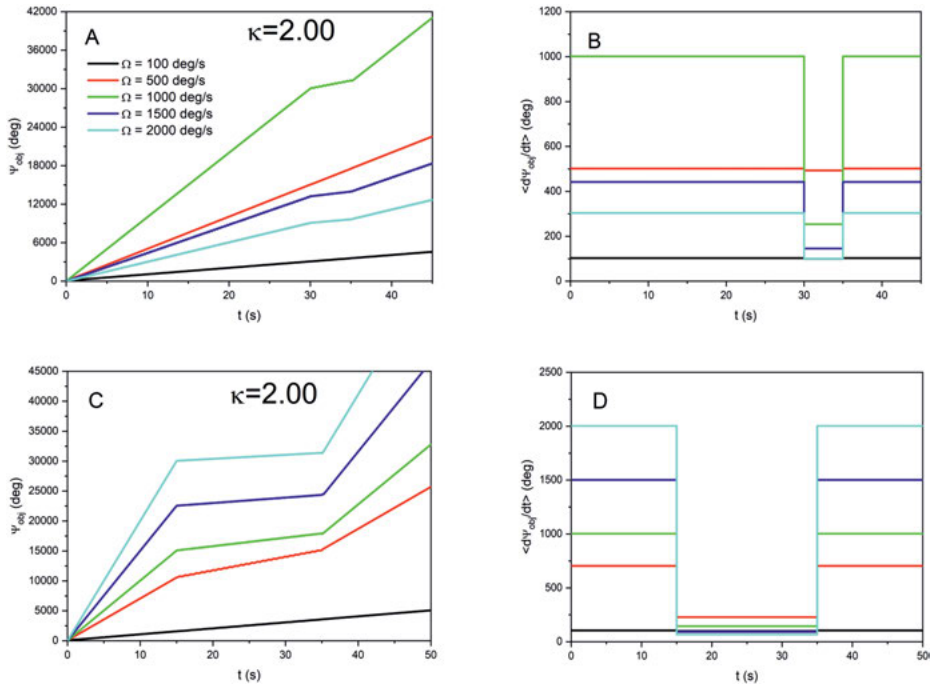 A
κ=2.00
Ω = 100 deg/s
Ω = 500 deg/s
Ω = 1000 deg/s
Ω = 1500 deg/s
Ω = 2000 deg/s
42000
36000
30000
24000
18000
12000
6000
0
Ψobj (deg)
0 10 20 30 40
t (s)
B
1200
1000
800
600
400
200
0
<dΨobj/dt> (deg)
0 10 20 30 40
t (s)
C
κ=2.00
45000
40000
35000
30000
25000
20000
15000
10000
5000
0
Ψobj (deg)
0 10 20 30 40 50
t (s)
D
2500
2000
1500
1000
500
0
<dΨobj/dt> (deg)
0 10 20 30 40 50
t (s)